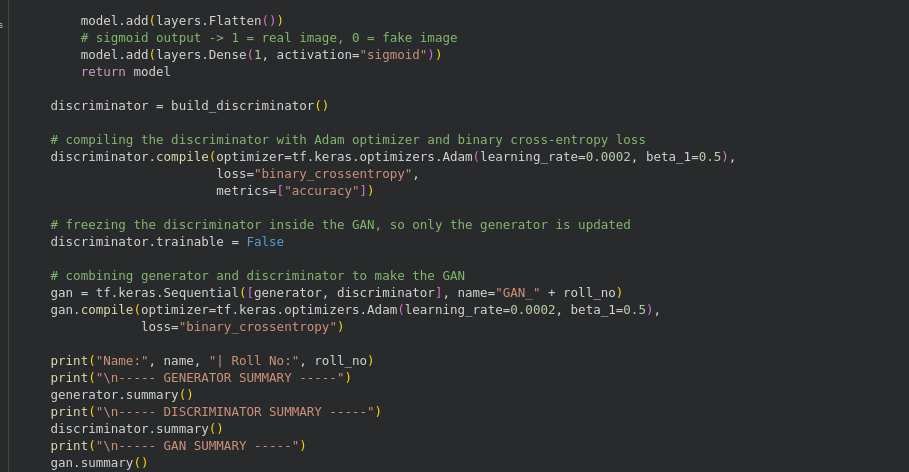 model.add(layers.Flatten())
# sigmoid output -> 1 = real image, 0 = fake image
model.add(layers.Dense(1, activation="sigmoid"))
return model
discriminator = build_discriminator()
# compiling the discriminator with Adam optimizer and binary cross-entropy loss
discriminator.compile(optimizer=tf.keras.optimizers.Adam(learning_rate=0.0002, beta_1=0.5),
loss="binary_crossentropy",
metrics=["accuracy"])
# freezing the discriminator inside the GAN, so only the generator is updated
discriminator.trainable = False
# combining generator and discriminator to make the GAN
gan = tf.keras.Sequential([generator, discriminator], name="GAN_" + roll_no)
gan.compile(optimizer=tf.keras.optimizers.Adam(learning_rate=0.0002, beta_1=0.5),
loss="binary_crossentropy")
print("Name:", name, "| Roll No:", roll_no)
print("\n----- GENERATOR SUMMARY -----")
generator.summary()
print("\n----- DISCRIMINATOR SUMMARY -----")
discriminator.summary()
print("\n----- GAN SUMMARY -----")
gan.summary()